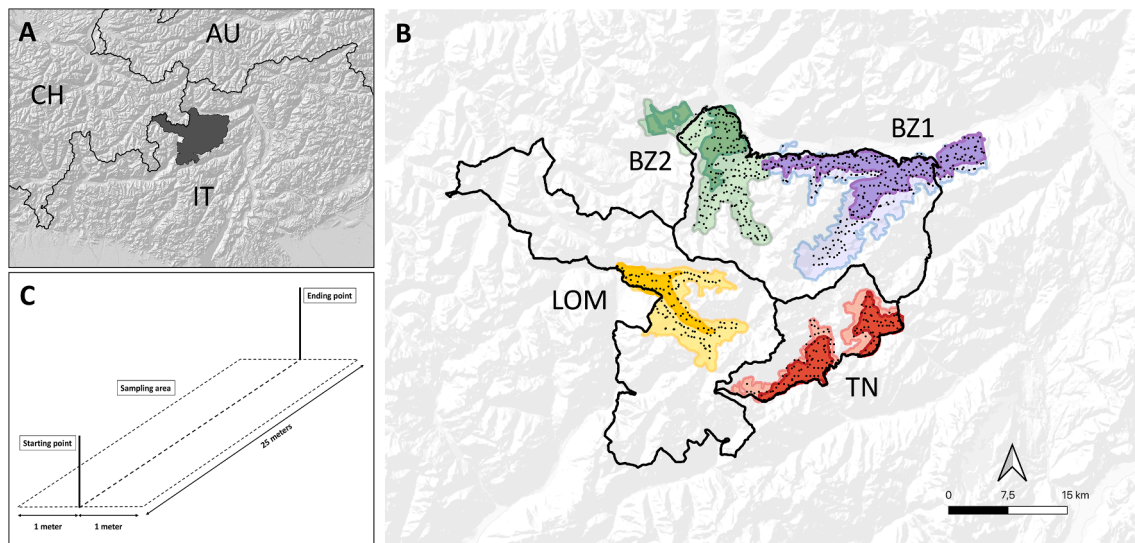 A
AU
CH
IT
B
BZ1
BZ2
LOM
TN
0 7,5 15 km
C
Ending point
Sampling area
Starting point
25 meters
1 meter 1 meter